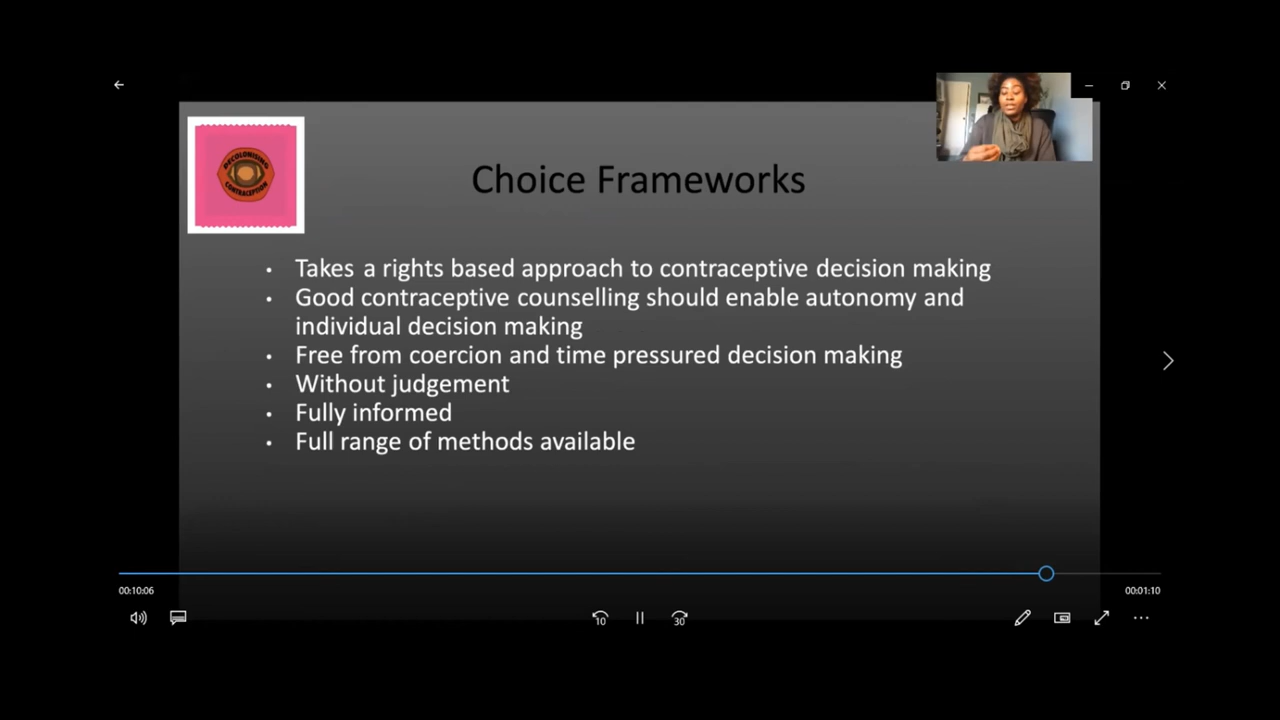 DECOLONISING
CONTRACEPTION
Choice Frameworks
• Takes a rights based approach to contraceptive decision making
• Good contraceptive counselling should enable autonomy and
individual decision making
• Free from coercion and time pressured decision making
• Without judgement
• Fully informed
• Full range of methods available
00:10:06
00:01:10
10
30